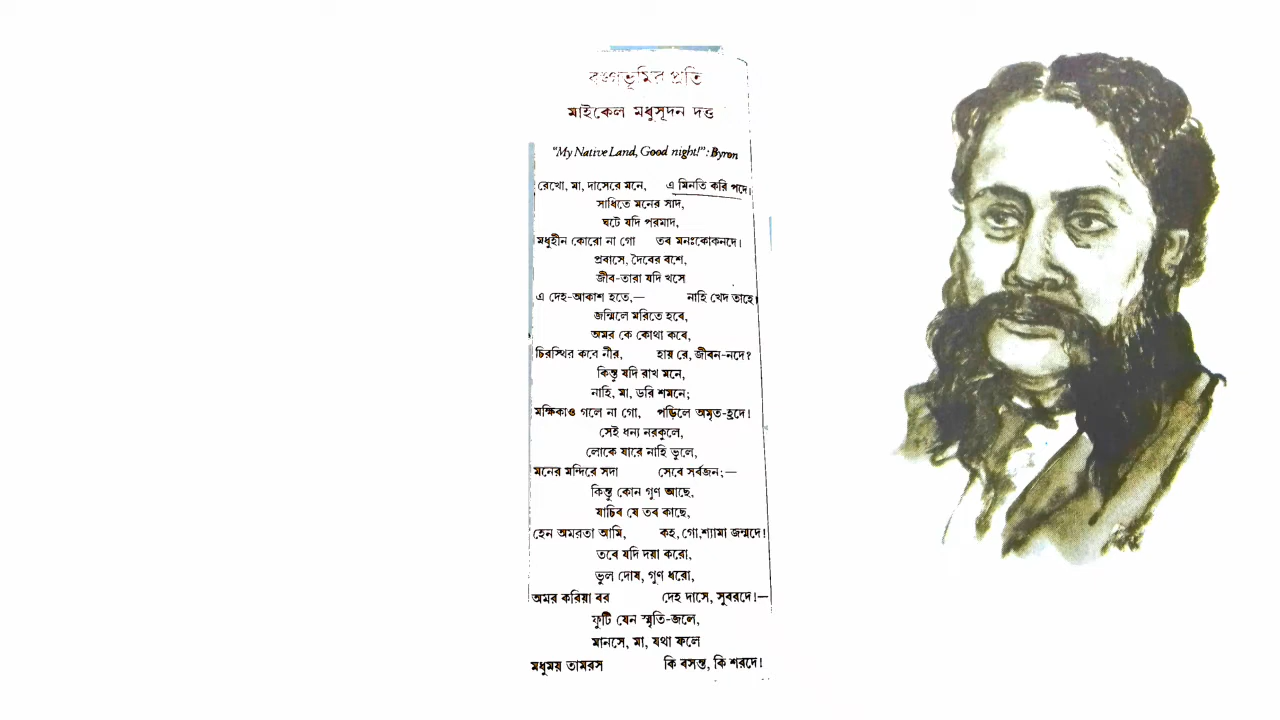 বঙ্গভূমির প্রতি
মাইকেল মধুসূদন দত্ত
"My Native Land, Good night!": Byron
রেখো, মা, দাসেরে মনে, এ মিনতি করি পদে।
সাধিতে মনের সাদ,
ঘটে যদি পরমাদ,
মধুহীন কোরো না গো তব মনঃকোকনদে।
প্রবাসে, দৈবের বশে,
জীব-তারা যদি খসে
এ দেহ-আকাশ হতে,— নাহি খেদ তাহে।
জন্মিলে মরিতে হবে,
অমর কে কোথা কবে,
চিরস্থির কবে নীর, হায় রে, জীবন-নদে?
কিন্তু যদি রাখ মনে,
নাহি, মা, ডরি শমনে;
মক্ষিকাও গলে না গো, পড়িলে অমৃত-হ্রদে!
সেই ধন্য নরকুলে,
লোকে যারে নাহি ভুলে,
মনের মন্দিরে সদা সেবে সর্বজন;—
কিন্তু কোন গুণ আছে,
যাচিব যে তব কাছে,
হেন অমরতা আমি, কহ, গো,শ্যামা জন্মদে!
তবে যদি দয়া করো,
ভুল দোষ, গুণ ধরো,
অমর করিয়া বর দেহ দাসে, সুবরদে!—
ফুটি যেন স্মৃতি-জলে,
মানসে, মা, যথা ফলে
মধুময় তামরস কি বসন্ত, কি শরদে!